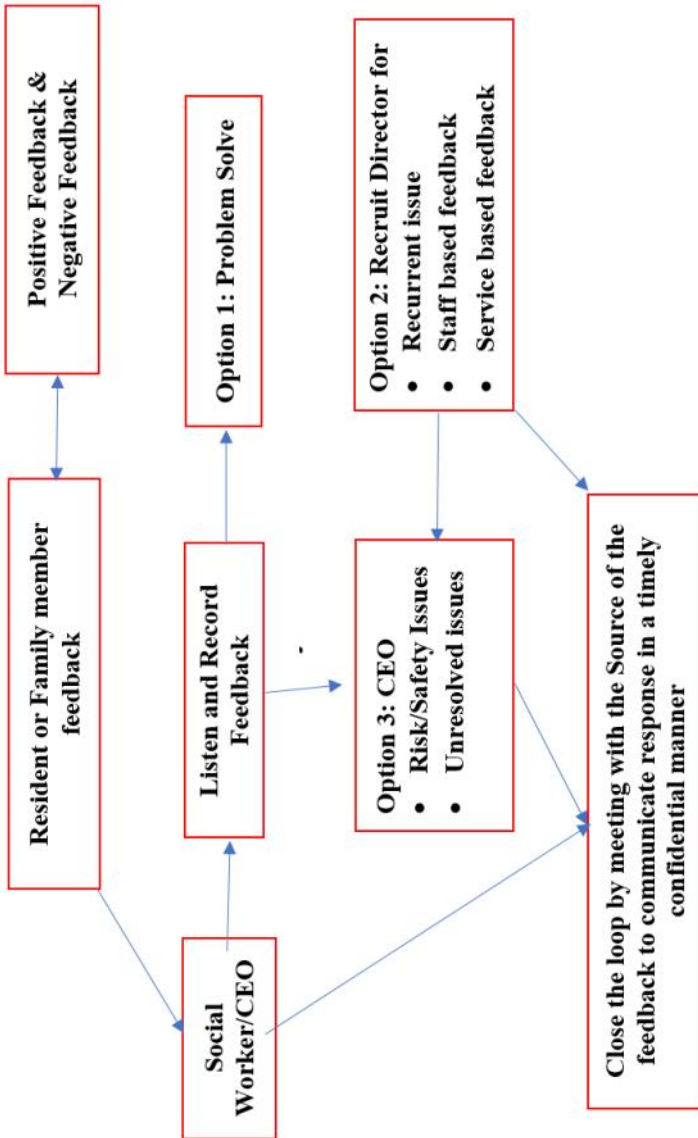 Resident or Family member
feedback
Positive Feedback &
Negative Feedback
Social
Worker/CEO
Listen and Record
Feedback
Option 1: Problem Solve
Option 3: CEO
• Risk/Safety Issues
• Unresolved issues
Option 2: Recruit Director for
• Recurrent issue
• Staff based feedback
• Service based feedback
Close the loop by meeting with the Source of the
feedback to communicate response in a timely
confidential manner